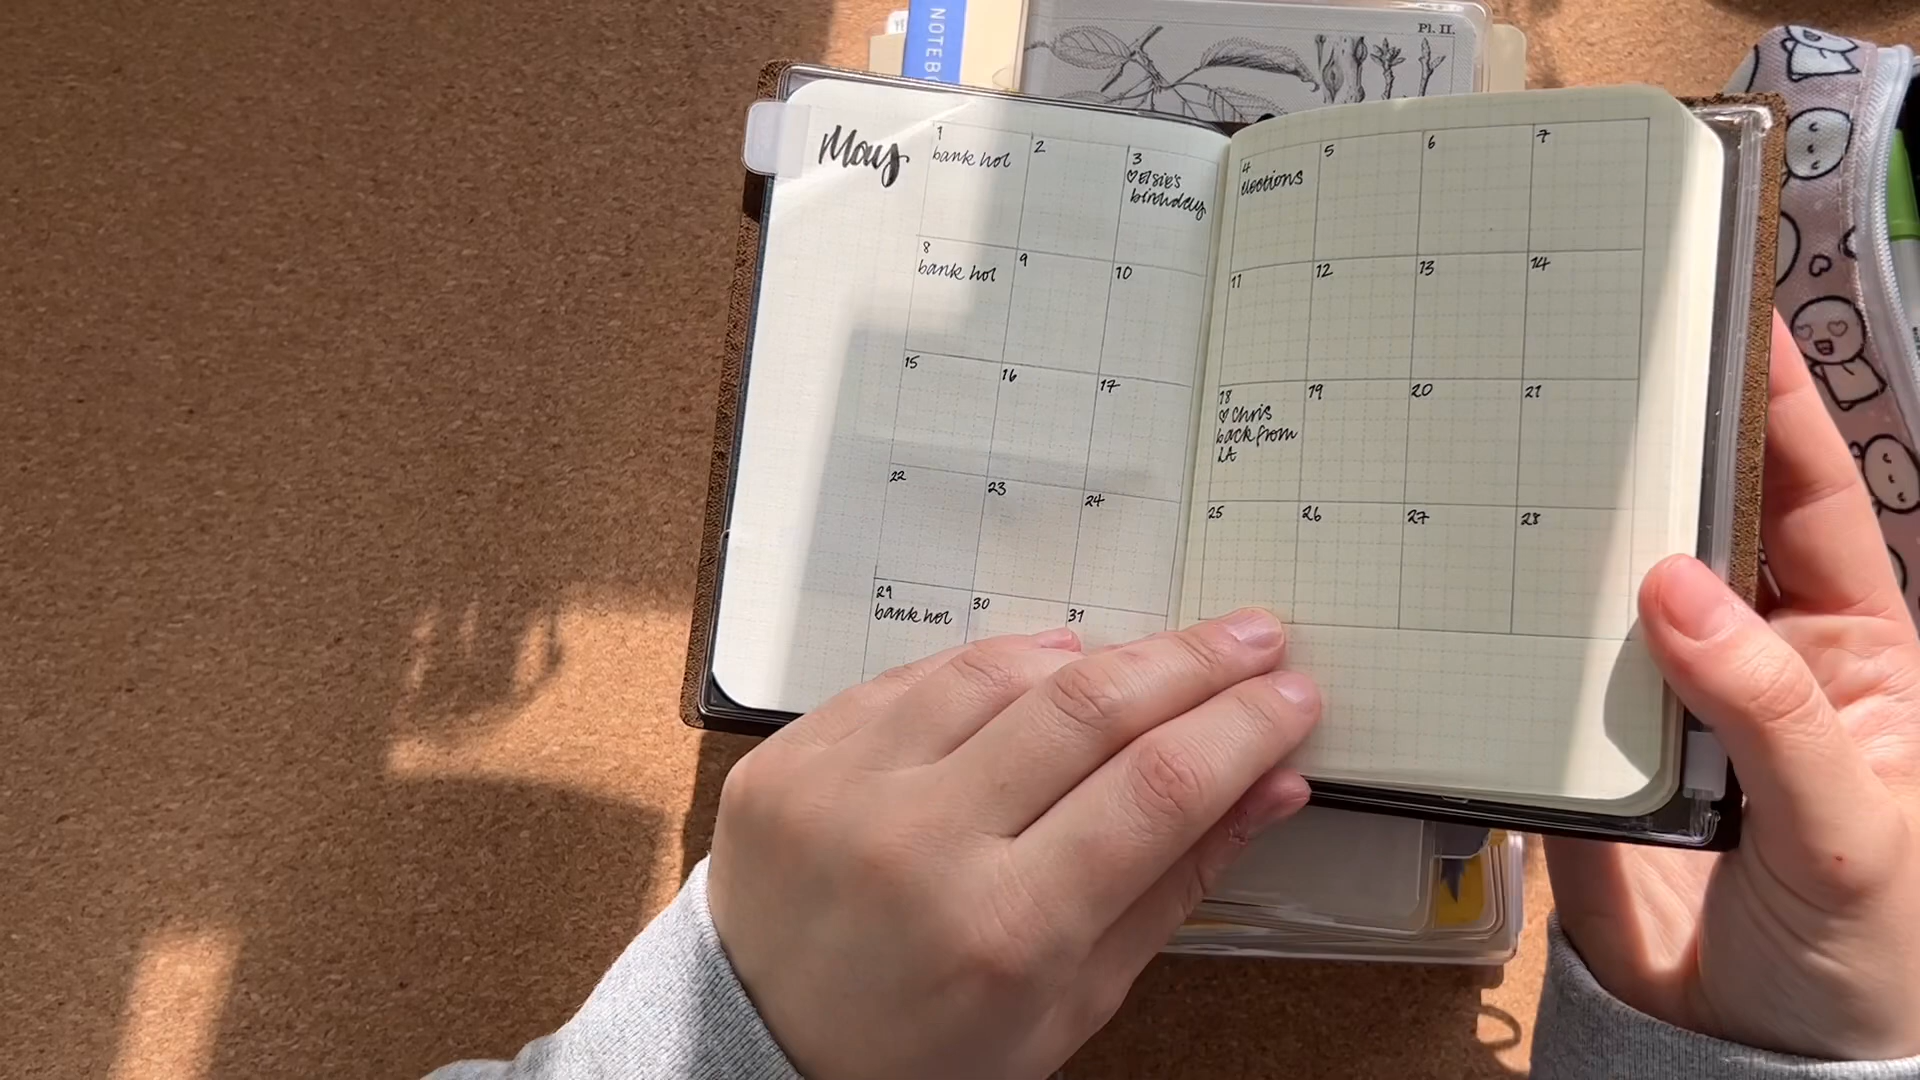 NOTEB
Pl. II.
May
1
bank hol
2
3
♡ Elsie's
birthday
4
elections
5
6
7
8
bank hol
9
10
11
12
13
14
15
16
17
18
♡ Chris
back from
LA
19
20
21
22
23
24
25
26
27
28
29
bank hol
30
31